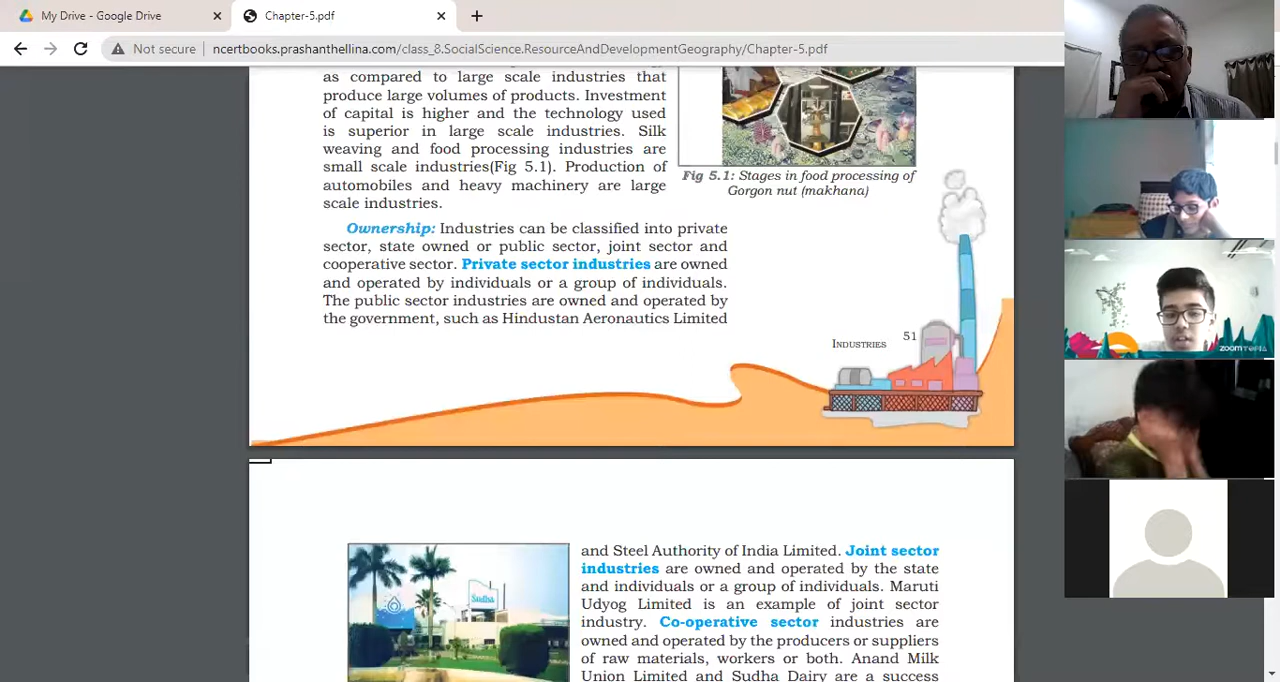 My Drive - Google Drive
Chapter-5.pdf
Not secure
ncertbooks.prashanthellina.com/class_8.SocialScience.ResourceAndDevelopmentGeography/Chapter-5.pdf
as compared to large scale industries that
produce large volumes of products. Investment
of capital is higher and the technology used
is superior in large scale industries. Silk
weaving and food processing industries are
small scale industries(Fig 5.1). Production of
automobiles and heavy machinery are large
scale industries.
Fig 5.1: Stages in food processing of
Gorgon nut (makhana)
Ownership: Industries can be classified into private
sector, state owned or public sector, joint sector and
cooperative sector. Private sector industries are owned
and operated by individuals or a group of individuals.
The public sector industries are owned and operated by
the government, such as Hindustan Aeronautics Limited
INDUSTRIES 51
Sudha
and Steel Authority of India Limited. Joint sector
industries are owned and operated by the state
and individuals or a group of individuals. Maruti
Udyog Limited is an example of joint sector
industry. Co-operative sector industries are
owned and operated by the producers or suppliers
of raw materials, workers or both. Anand Milk
Union Limited and Sudha Dairy are a success
zoomtopia